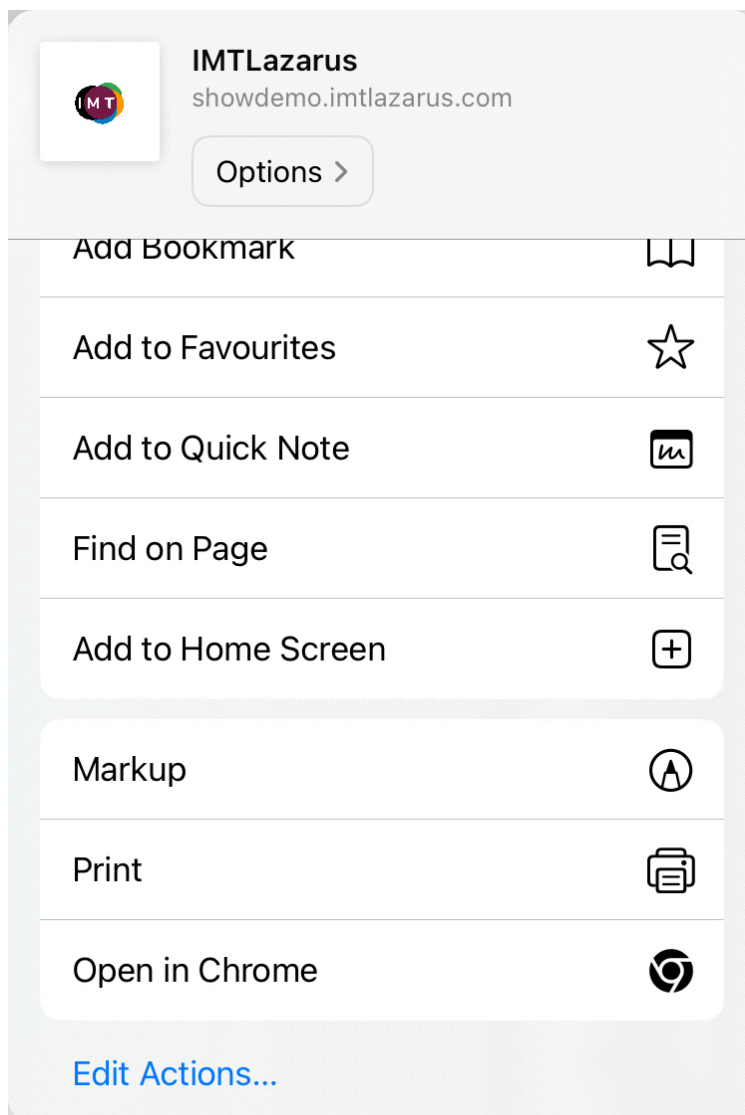 IMT
IMTLazarus
showdemo.imtlazarus.com
Options
Add Bookmark
Add to Favourites
Add to Quick Note
Find on Page
Add to Home Screen
Markup
Print
Open in Chrome
Edit Actions...